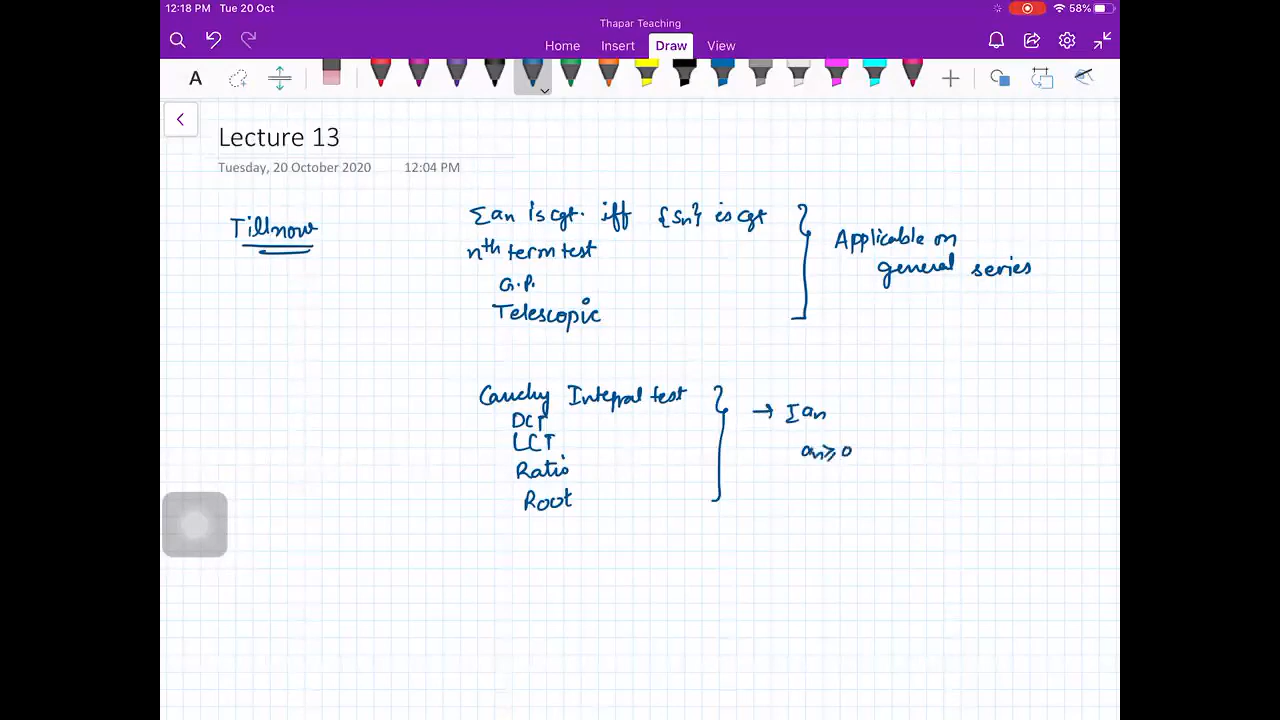 12:18 PM Tue 20 Oct
58%
Thapar Teaching
Home Insert Draw View
A
Lecture 13
Tuesday, 20 October 2020 12:04 PM
Till now
Σan is cgt. iff {Sn} is cgt
nth term test
G.P.
Telescopic
Applicable on
general series
Cauchy Integral test
DCT
LCT
Ratio
Root
→ Σan
an≥0